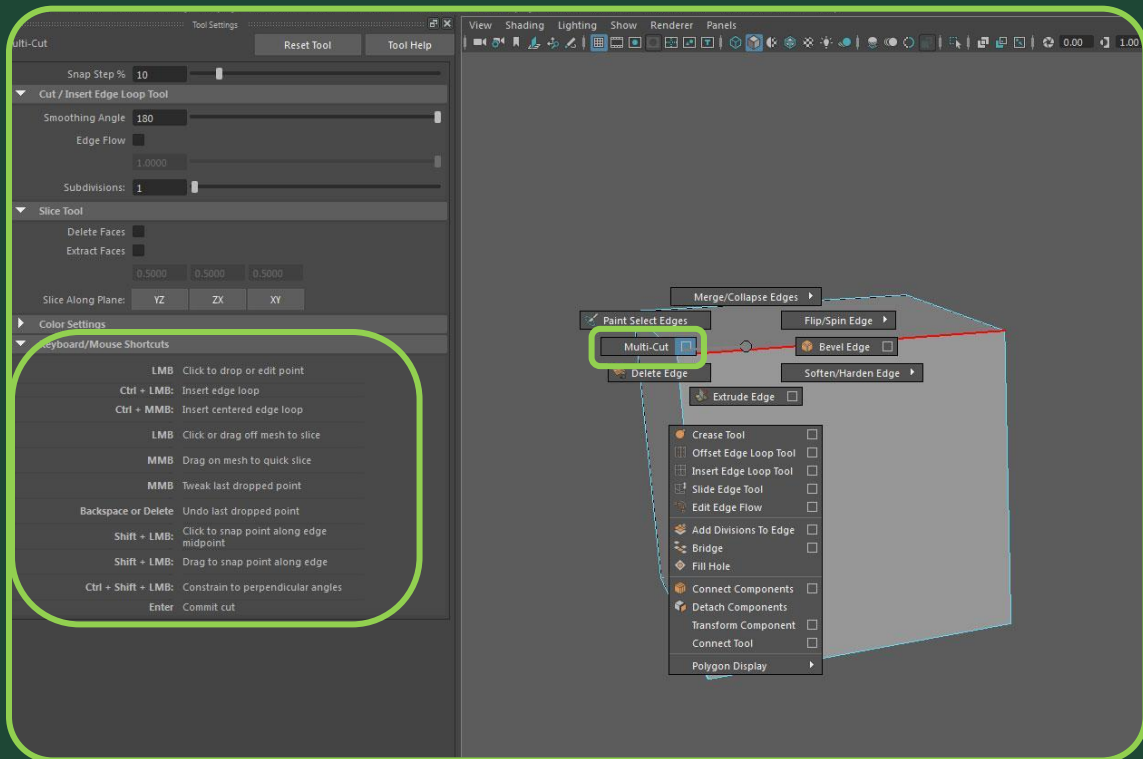 Tool Settings
ulti-Cut
Reset Tool
Tool Help
Snap Step % 10
Cut / Insert Edge Loop Tool
Smoothing Angle 180
Edge Flow
1.0000
Subdivisions: 1
Slice Tool
Delete Faces
Extract Faces
0.5000 0.5000 0.5000
Slice Along Plane: YZ ZX XY
Color Settings
Keyboard/Mouse Shortcuts
LMB Click to drop or edit point
Ctrl + LMB: Insert edge loop
Ctrl + MMB: Insert centered edge loop
LMB Click or drag off mesh to slice
MMB Drag on mesh to quick slice
MMB Tweak last dropped point
Backspace or Delete Undo last dropped point
Shift + LMB: Click to snap point along edge
midpoint
Shift + LMB: Drag to snap point along edge
Ctrl + Shift + LMB: Constrain to perpendicular angles
Enter Commit cut
View Shading Lighting Show Renderer Panels
0.00 1.00
Merge/Collapse Edges
Paint Select Edges
Flip/Spin Edge
Multi-Cut
Bevel Edge
Delete Edge
Soften/Harden Edge
Extrude Edge
Crease Tool
Offset Edge Loop Tool
Insert Edge Loop Tool
Slide Edge Tool
Edit Edge Flow
Add Divisions To Edge
Bridge
Fill Hole
Connect Components
Detach Components
Transform Component
Connect Tool
Polygon Display